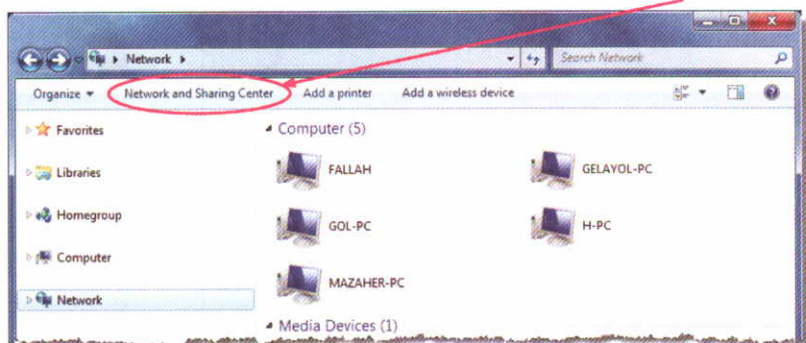 Network
Search Network
Organize Network and Sharing Center Add a printer Add a wireless device
Favorites
Libraries
Homegroup
Computer
Network
Computer (5)
FALLAH GELAYOL-PC
GOL-PC H-PC
MAZAHER-PC
Media Devices (1)